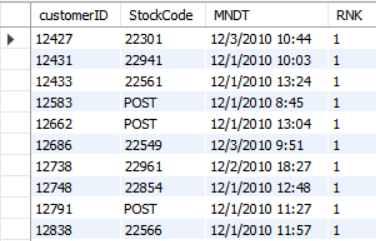 customerID StockCode MNDT RNK
12427 22301 12/3/2010 10:44 1
12431 22941 12/1/2010 10:03 1
12433 22561 12/1/2010 13:24 1
12583 POST 12/1/2010 8:45 1
12662 POST 12/1/2010 13:04 1
12686 22549 12/3/2010 9:51 1
12738 22961 12/2/2010 18:27 1
12748 22854 12/1/2010 12:48 1
12791 POST 12/1/2010 11:27 1
12838 22566 12/1/2010 11:57 1